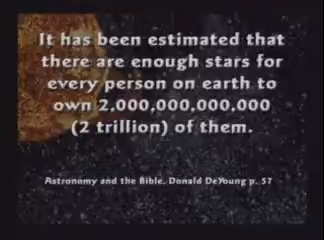 It has been estimated that
there are enough stars for
every person on earth to
own 2,000,000,000,000
(2 trillion) of them.
Astronomy and the Bible, Donald DeYoung p. 57